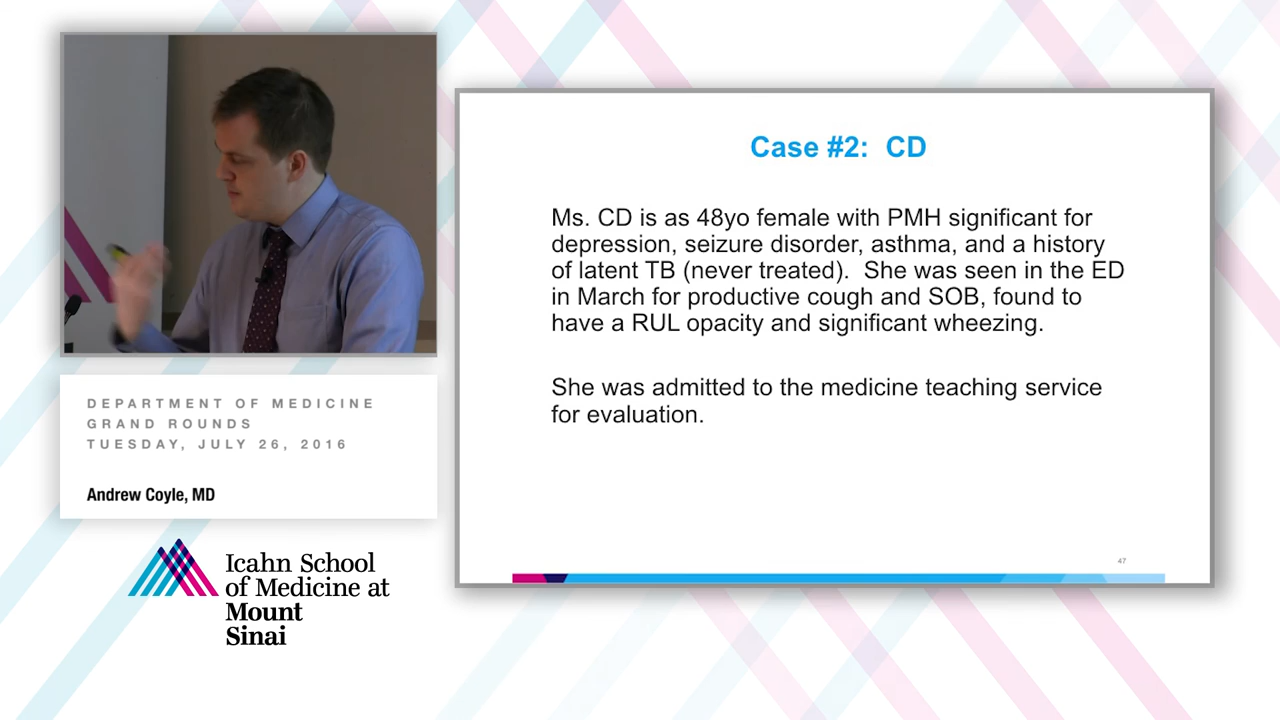 DEPARTMENT OF MEDICINE
GRAND ROUNDS
TUESDAY, JULY 26, 2016
Andrew Coyle, MD
Icahn School
of Medicine at
Mount
Sinai
Case #2: CD
Ms. CD is as 48yo female with PMH significant for
depression, seizure disorder, asthma, and a history
of latent TB (never treated). She was seen in the ED
in March for productive cough and SOB, found to
have a RUL opacity and significant wheezing.
She was admitted to the medicine teaching service
for evaluation.
47